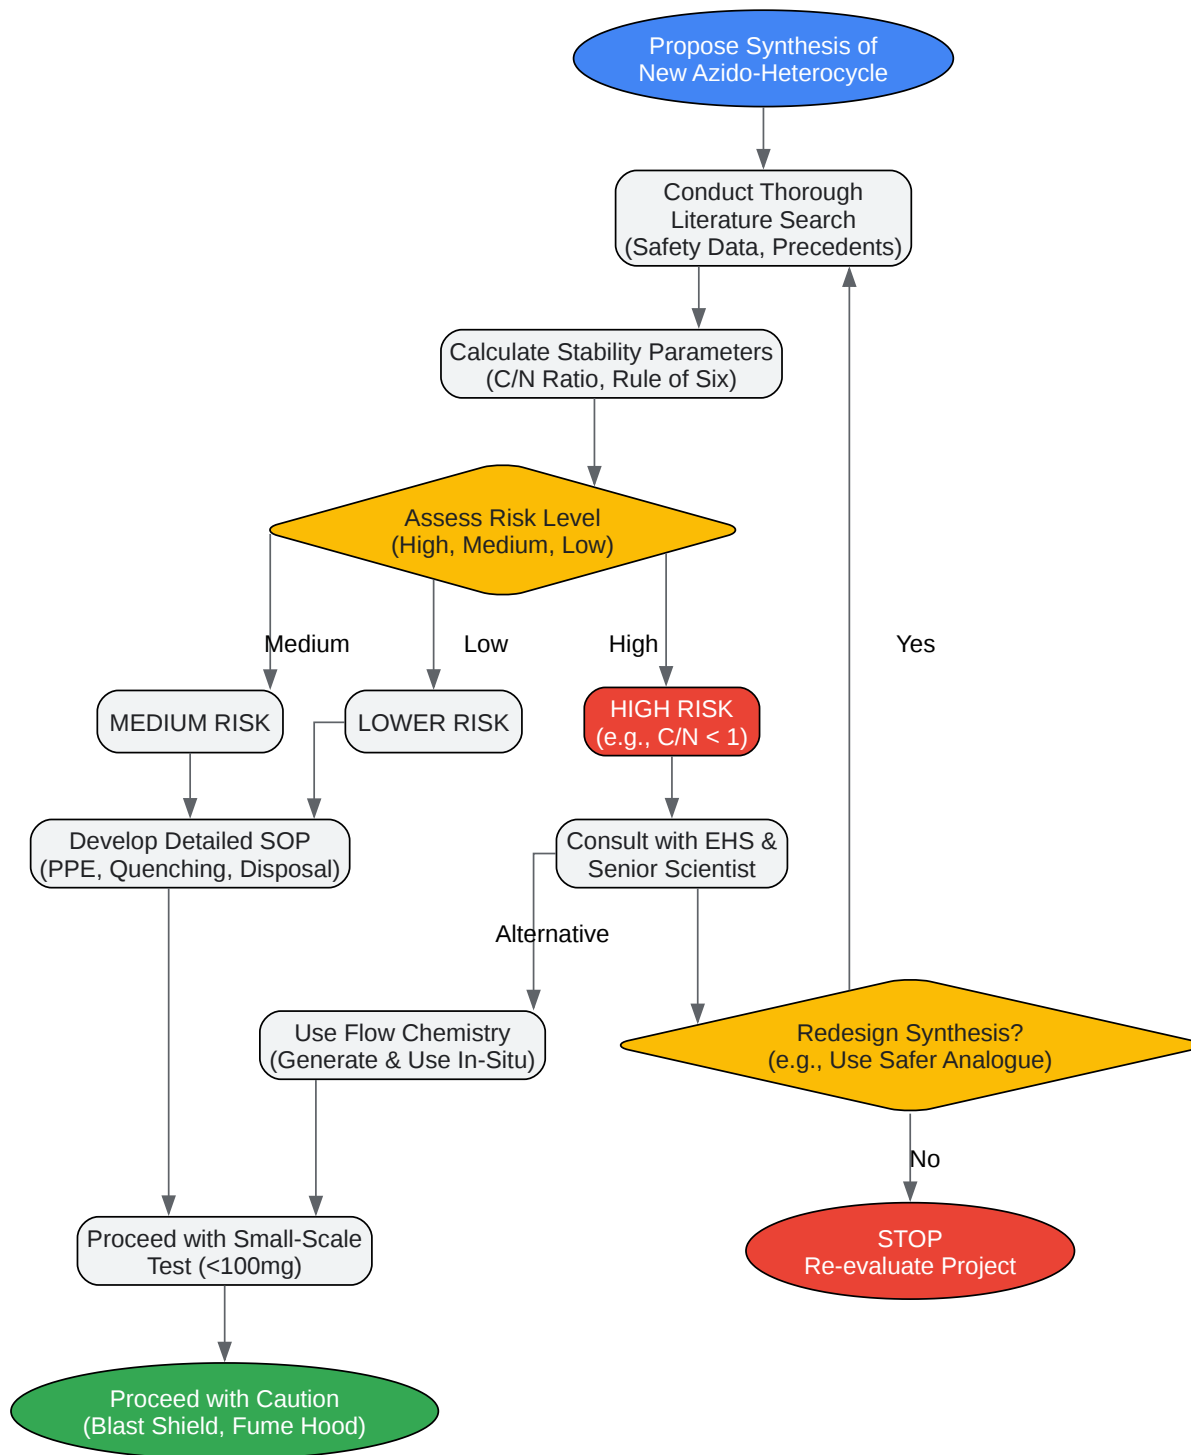 Propose Synthesis of
New Azido-Heterocycle
Conduct Thorough
Literature Search
(Safety Data, Precedents)
Calculate Stability Parameters
(C/N Ratio, Rule of Six)
Assess Risk Level
(High, Medium, Low)
Medium
Low
High
Yes
MEDIUM RISK
LOWER RISK
HIGH RISK
(e.g., C/N < 1)
Develop Detailed SOP
(PPE, Quenching, Disposal)
Consult with EHS &
Senior Scientist
Alternative
Use Flow Chemistry
(Generate & Use In-Situ)
Redesign Synthesis?
(e.g., Use Safer Analogue)
No
Proceed with Small-Scale
Test (<100mg)
STOP
Re-evaluate Project
Proceed with Caution
(Blast Shield, Fume Hood)